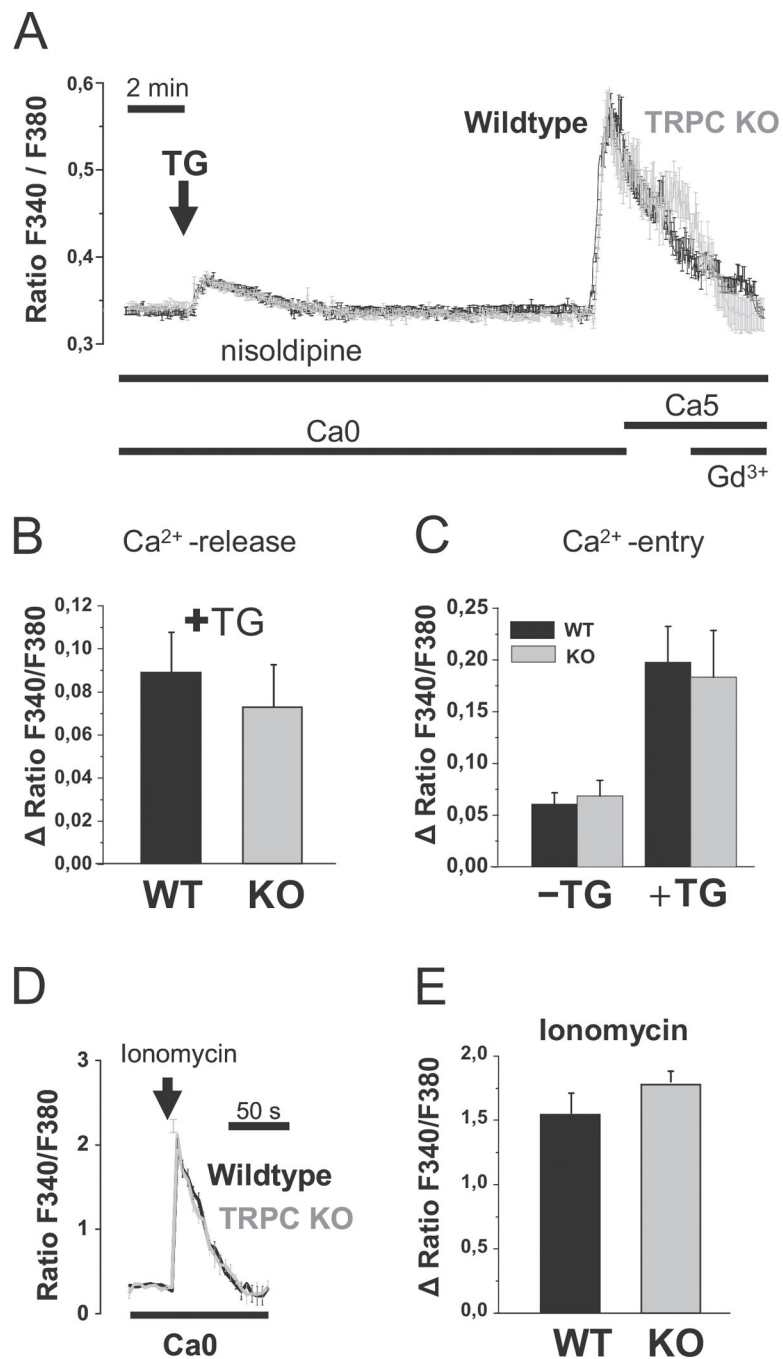 A
2 min
0,6
0,5
0,4
0,3
Ratio F340 / F380
TG
Wildtype TRPC KO
nisoldipine
Ca5
Ca0
Gd³⁺
B
Ca²⁺ -release
0,12
0,10
0,08
0,06
0,04
0,02
0,00
Δ Ratio F340/F380
+TG
WT KO
C
Ca²⁺ -entry
0,25
0,20
0,15
0,10
0,05
0,00
Δ Ratio F340/F380
WT
KO
−TG +TG
D
Ionomycin
3
2
1
0
Ratio F340/F380
50 s
Wildtype
TRPC KO
Ca0
E
Ionomycin
2,0
1,5
1,0
0,5
0,0
Δ Ratio F340/F380
WT KO